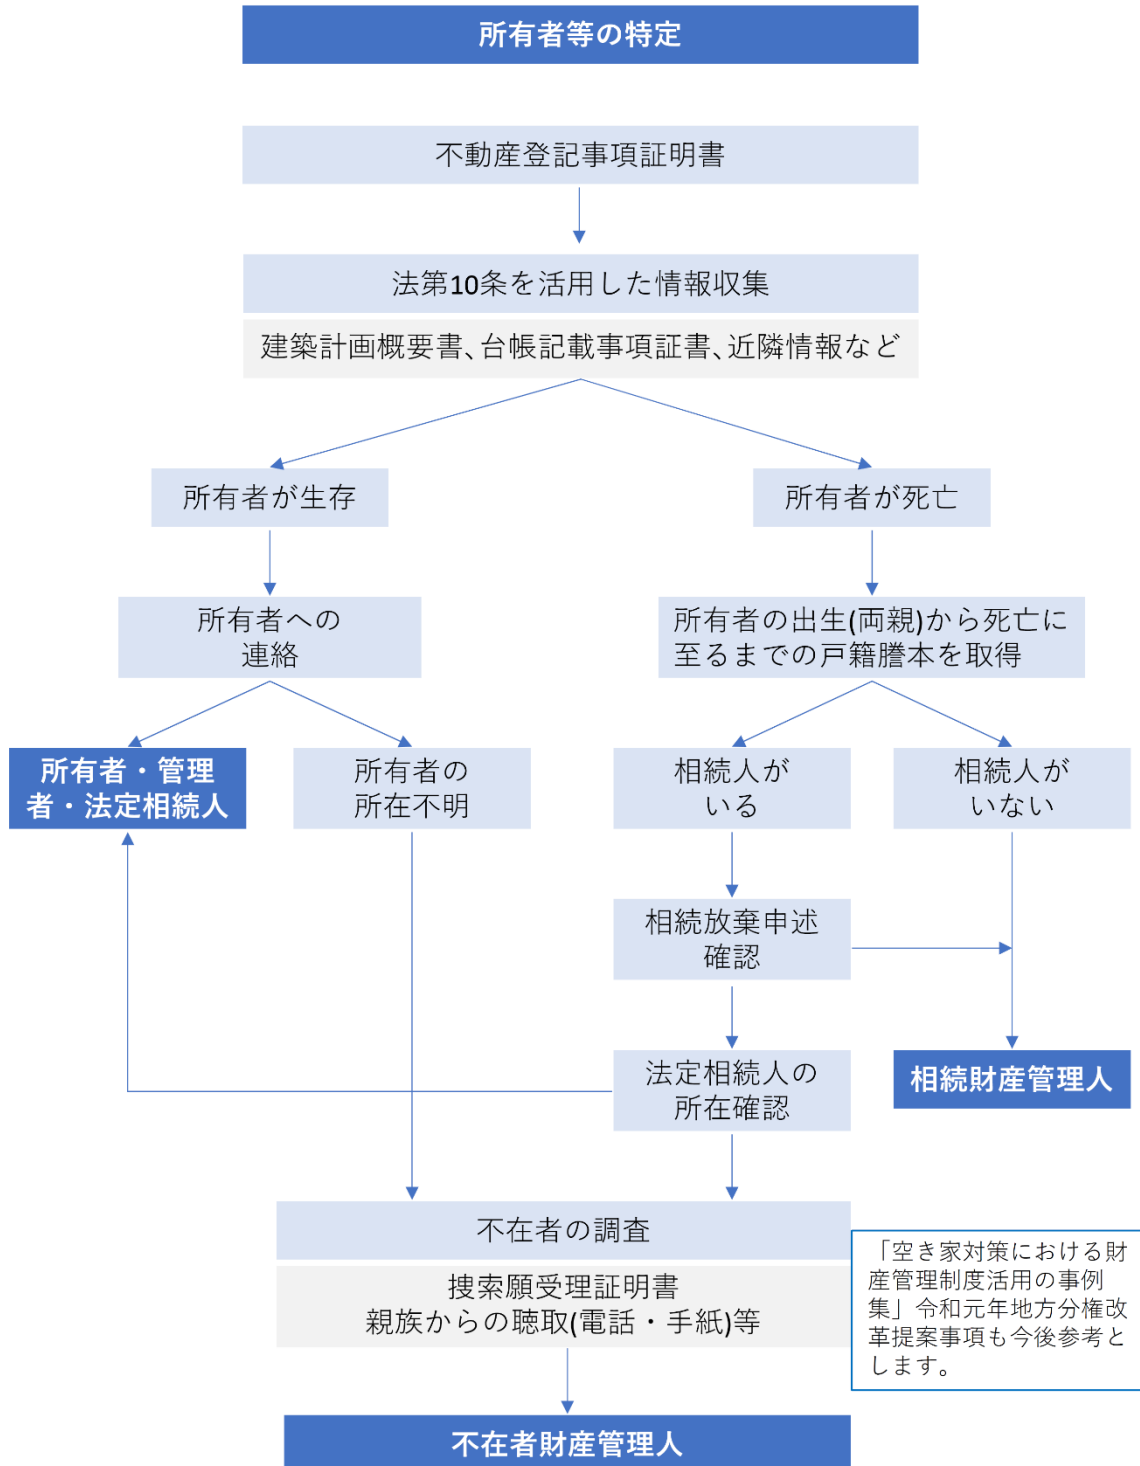 所有者等の特定
不動産登記事項証明書
法第10条を活用した情報収集
建築計画概要書、台帳記載事項証書、近隣情報など
所有者が生存
所有者が死亡
所有者への
連絡
所有者の出生(両親)から死亡に
至るまでの戸籍謄本を取得
所有者・管理
者・法定相続人
所有者の
所在不明
相続人が
いる
相続人が
いない
相続放棄申述
確認
法定相続人の
所在確認
相続財産管理人
不在者の調査
捜索願受理証明書
親族からの聴取(電話・手紙)等
「空き家対策における財
産管理制度活用の事例
集」令和元年地方分権改
革提案事項も今後参考と
します。
不在者財産管理人